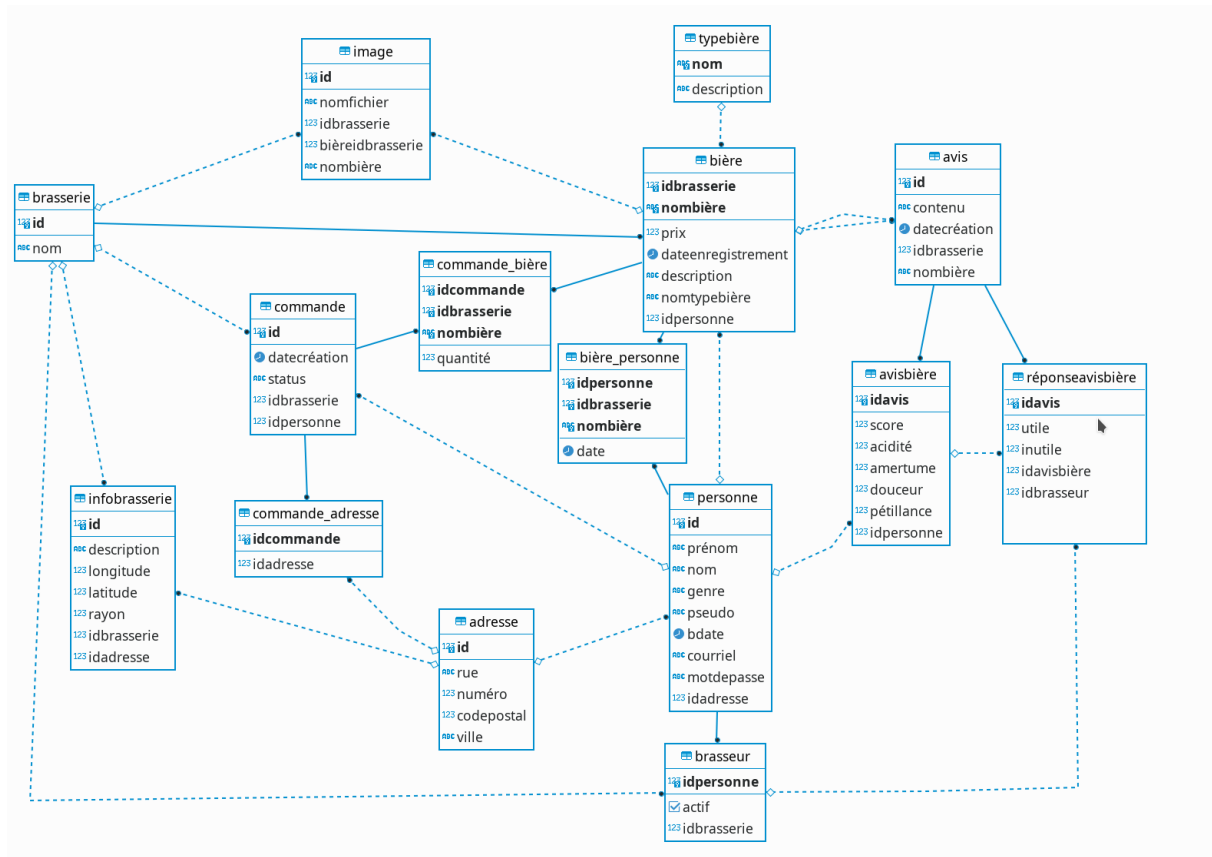 image
id
nomfichier
idbrasserie
bièreidbrasserie
nombière
typebière
nom
description
bière
idbrasserie
nombière
prix
dateenregistrement
description
nomtypebière
idpersonne
avis
id
contenu
datecréation
idbrasserie
nombière
brasserie
id
nom
commande_bière
idcommande
idbrasserie
nombière
quantité
commande
id
datecréation
status
idbrasserie
idpersonne
bière_personne
idpersonne
idbrasserie
nombière
date
avisbière
idavis
score
acidité
amertume
douceur
pétillance
idpersonne
réponseavisbière
idavis
utile
inutile
idavisbière
idbrasseur
infobrasserie
id
description
longitude
latitude
rayon
idbrasserie
idadresse
commande_adresse
idcommande
idadresse
personne
id
prénom
nom
genre
pseudo
bdate
courriel
motdepasse
idadresse
adresse
id
rue
numéro
codepostal
ville
brasseur
idpersonne
actif
idbrasserie